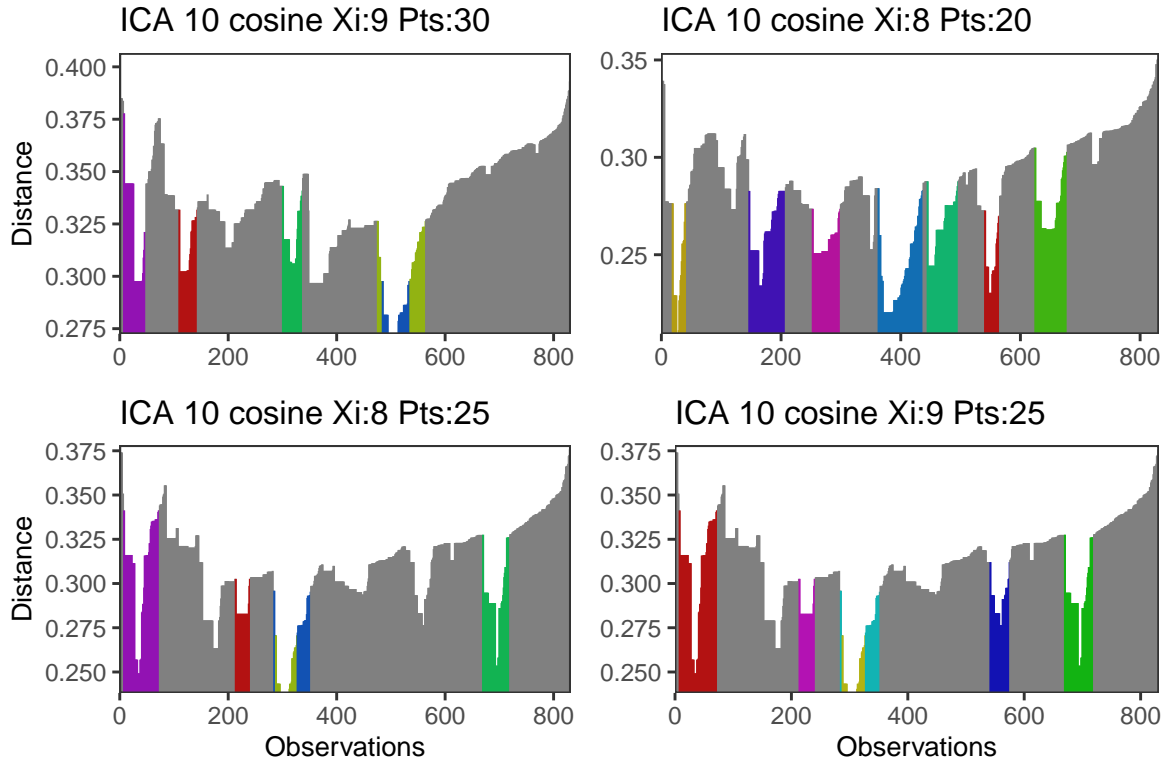 ICA 10 cosine Xi:9 Pts:30
ICA 10 cosine Xi:8 Pts:20
0.400
0.375
0.350
0.325
0.300
0.275
Distance
0 200 400 600 800
0.35
0.30
0.25
0 200 400 600 800
ICA 10 cosine Xi:8 Pts:25
ICA 10 cosine Xi:9 Pts:25
0.375
0.350
0.325
0.300
0.275
0.250
Distance
0 200 400 600 800
Observations
0.375
0.350
0.325
0.300
0.275
0.250
0 200 400 600 800
Observations